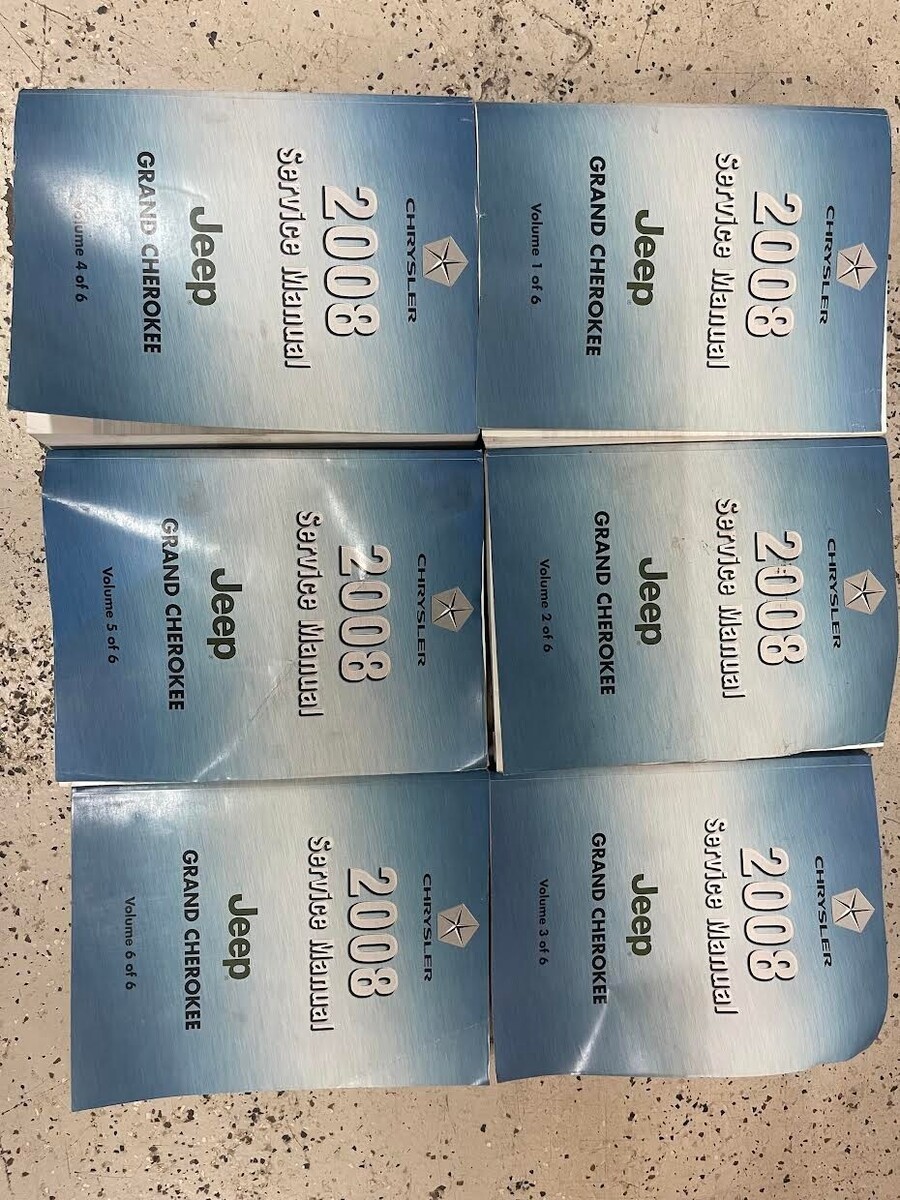 CHRYSLER
2008
Service Manual
Jeep
GRAND CHEROKEE
Volume 1 of 6
CHRYSLER
2008
Service Manual
Jeep
GRAND CHEROKEE
Volume 2 of 6
CHRYSLER
2008
Service Manual
Jeep
GRAND CHEROKEE
Volume 3 of 6
CHRYSLER
2008
Service Manual
Jeep
GRAND CHEROKEE
Volume 4 of 6
CHRYSLER
2008
Service Manual
Jeep
GRAND CHEROKEE
Volume 5 of 6
CHRYSLER
2008
Service Manual
Jeep
GRAND CHEROKEE
Volume 6 of 6